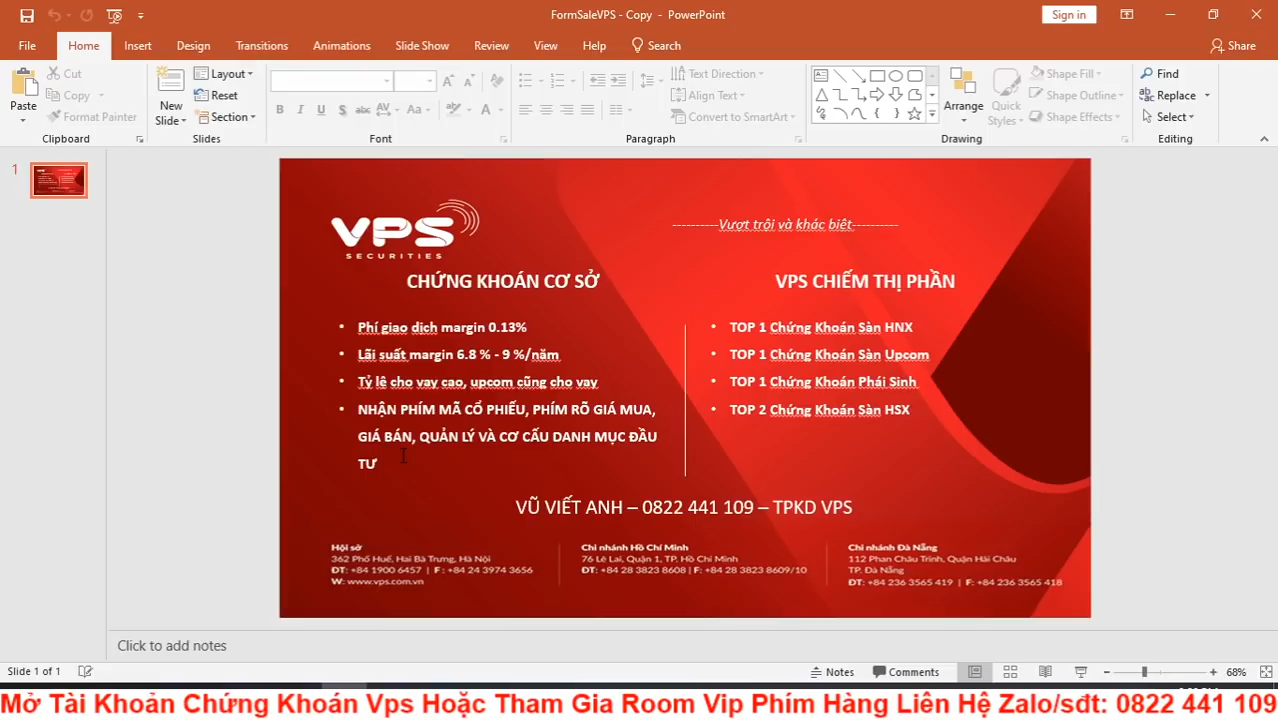 FormSaleVPS - Copy - PowerPoint
Sign in
File Home Insert Design Transitions Animations Slide Show Review View Help Search
Share
Paste
Cut
Copy
Format Painter
Clipboard
New Slide
Layout
Reset
Section
Slides
Font
Text Direction
Align Text
Convert to SmartArt
Paragraph
Arrange
Quick Styles
Shape Fill
Shape Outline
Shape Effects
Drawing
Find
Replace
Select
Editing
1
VPS
SECURITIES
----------Vượt trội và khác biệt----------
CHỨNG KHOÁN CƠ SỞ
• Phí giao dịch margin 0.13%
• Lãi suất margin 6.8 % - 9 %/năm
• Tỷ lệ cho vay cao, upcom cũng cho vay
• NHẬN PHÍM MÃ CỔ PHIẾU, PHÍM RÕ GIÁ MUA,
GIÁ BÁN, QUẢN LÝ VÀ CƠ CẤU DANH MỤC ĐẦU
TƯ
VPS CHIẾM THỊ PHẦN
• TOP 1 Chứng Khoán Sàn HNX
• TOP 1 Chứng Khoán Sàn Upcom
• TOP 1 Chứng Khoán Phái Sinh
• TOP 2 Chứng Khoán Sàn HSX
VŨ VIẾT ANH – 0822 441 109 – TPKD VPS
Hội sở
362 Phố Huế, Hai Bà Trưng, Hà Nội
ĐT: +84 1900 6457 | F: +84 24 3974 3656
W: www.vps.com.vn
Chi nhánh Hồ Chí Minh
76 Lê Lai, Quận 1, TP. Hồ Chí Minh
ĐT: +84 28 3823 8608 | F: +84 28 3823 8609/10
Chi nhánh Đà Nẵng
112 Phan Châu Trinh, Quận Hải Châu
TP. Đà Nẵng
ĐT: +84 236 3565 419 | F: +84 236 3565 418
Click to add notes
Slide 1 of 1
Notes
Comments
68%
Mở Tài Khoản Chứng Khoán Vps Hoặc Tham Gia Room Vip Phím Hàng Liên Hệ Zalo/sđt: 0822 441 109